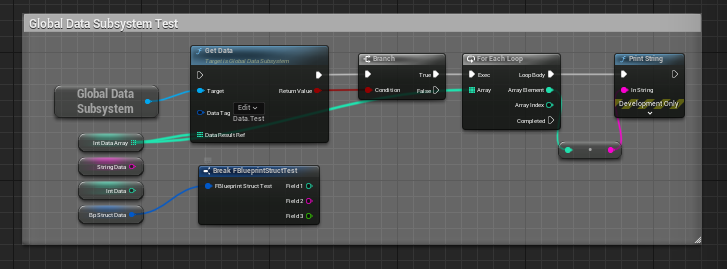 Global Data Subsystem Test
Get Data
Target is Global Data Subsystem
Target
Return Value
Data Tag
Edit
Data.Test
Data Result Ref
Branch
True
Condition
False
For Each Loop
Exec
Loop Body
Array
Array Element
Array Index
Completed
Print String
In String
Development Only
Global Data
Subsystem
Int Data Array
String Data
Int Data
Bp Struct Data
Break FBlueprintStructTest
FBlueprint Struct Test
Field 1
Field 2
Field 3